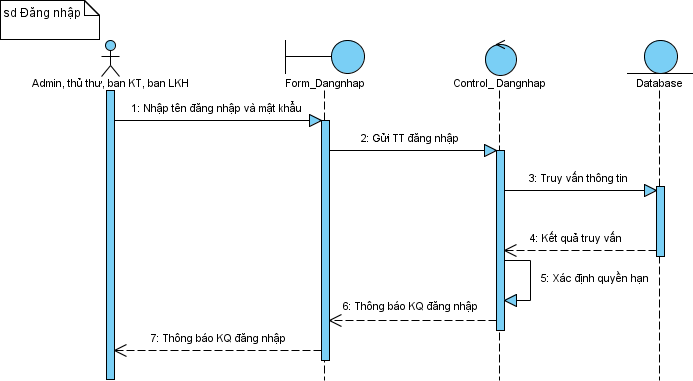 sd Đăng nhập
Admin, thủ thư, ban KT, ban LKH
Form_Dangnhap
Control_ Dangnhap
Database
1: Nhập tên đăng nhập và mật khẩu
2: Gửi TT đăng nhập
3: Truy vấn thông tin
4: Kết quả truy vấn
5: Xác định quyền hạn
6: Thông báo KQ đăng nhập
7: Thông báo KQ đăng nhập